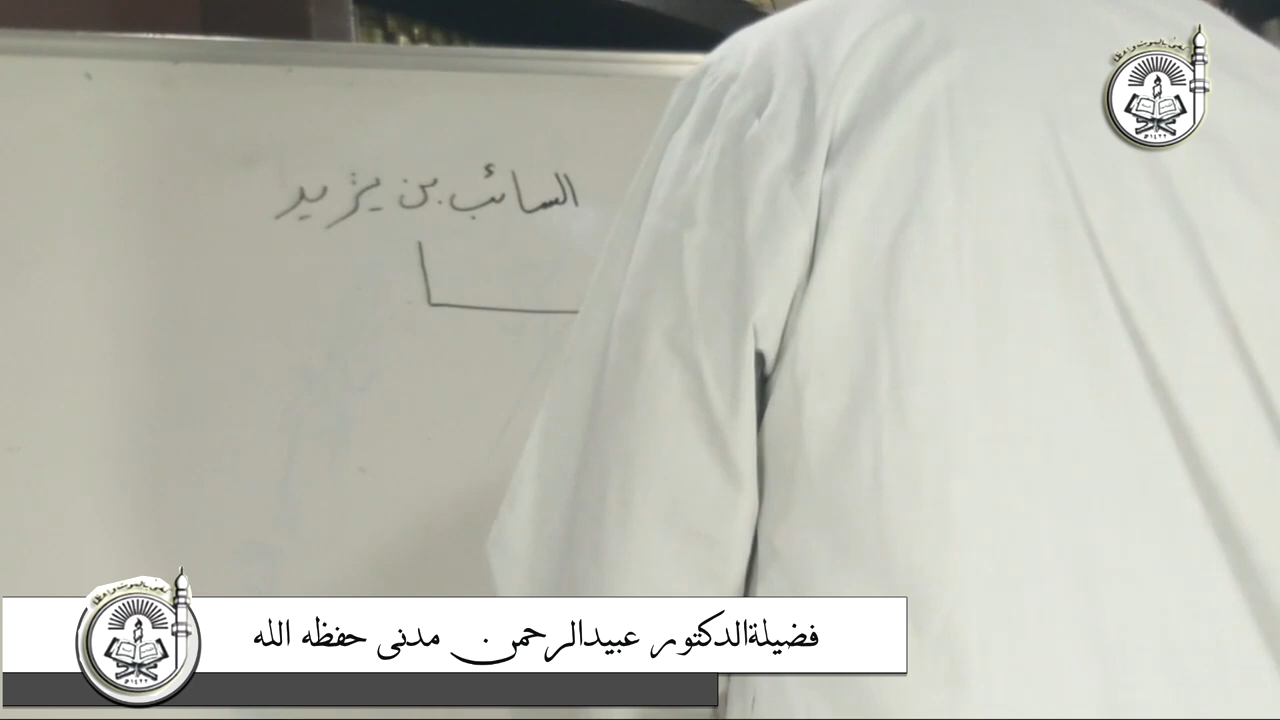 السائب بن يزيد
فضيلة الدكتور عبيدالرحمن مدنی حفظه الله